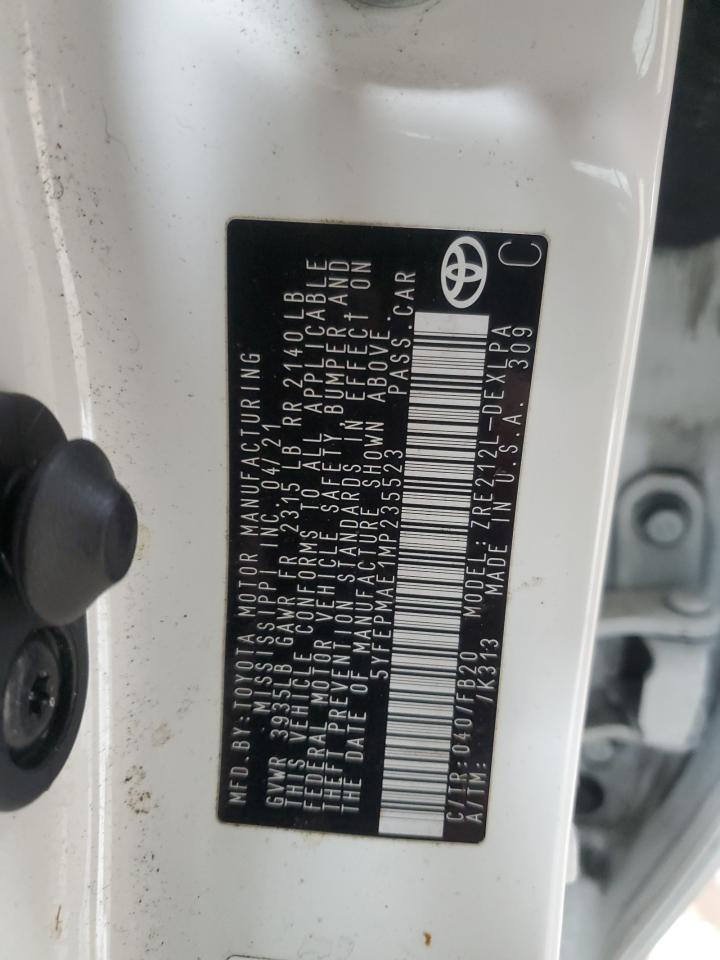 MFD. BY: TOYOTA MOTOR MANUFACTURING
MISSISSIPPI INC. 04/21
GVWR 3935LB GAWR FR 2315 LB RR 2140 LB
THIS VEHICLE CONFORMS TO ALL APPLICABLE
FEDERAL MOTOR VEHICLE SAFETY BUMPER AND
THEFT PREVENTION STANDARDS IN EFFECT ON
THE DATE OF MANUFACTURE SHOWN ABOVE.
5YFEPMAE1MP235523 PASS. CAR
C/TR: 040/FB20 MODEL: ZRE212L-DEXLPA
A/TM: /K313 MADE IN U.S.A. 309
C